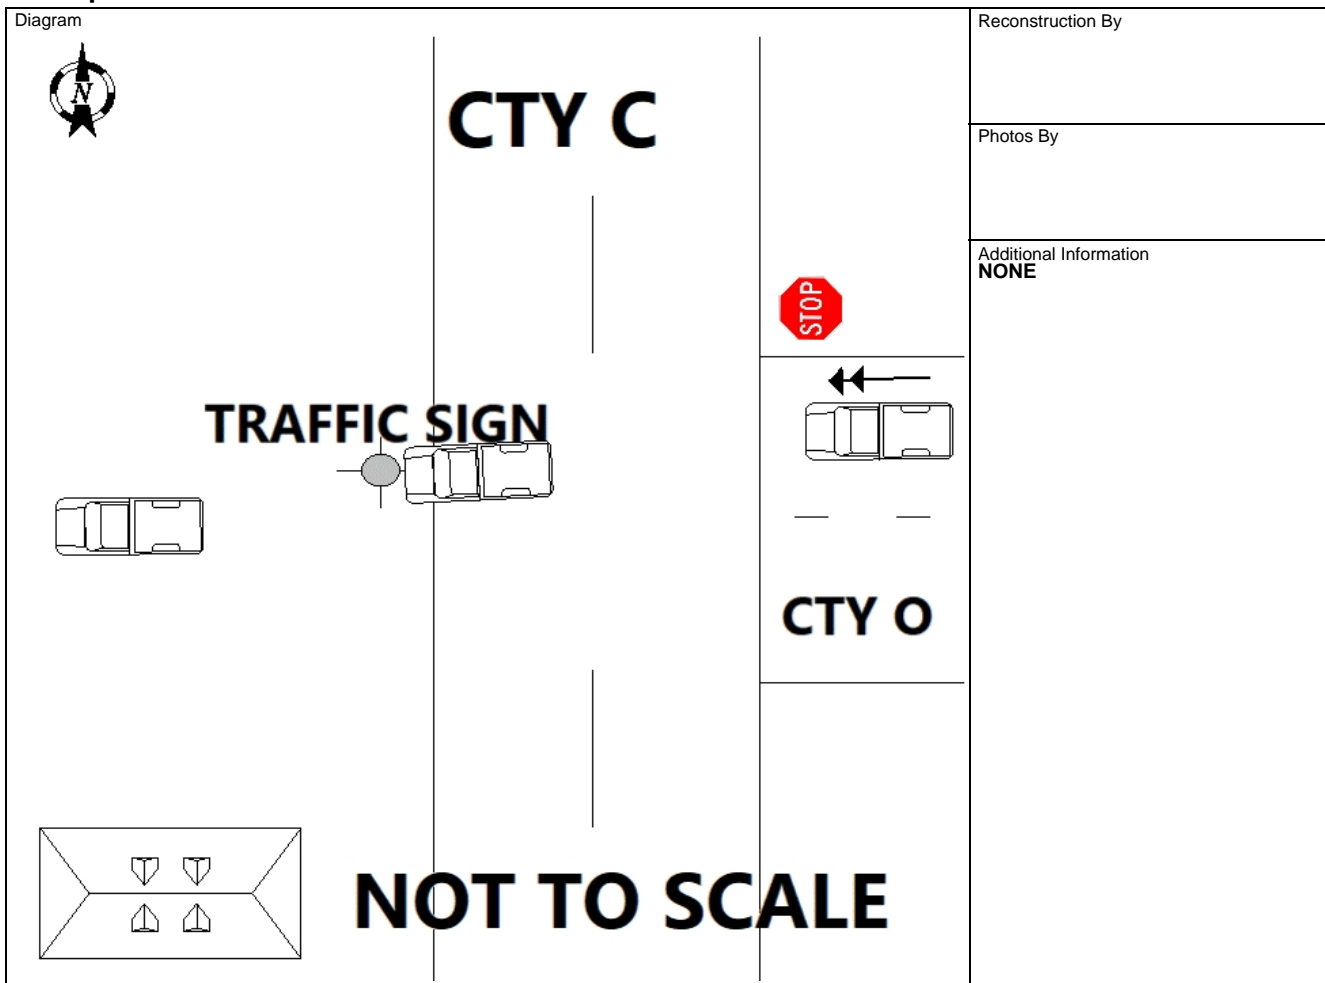 Diagram
N
CTY C
STOP
TRAFFIC SIGN
CTY O
NOT TO SCALE
Reconstruction By
Photos By
Additional Information
NONE